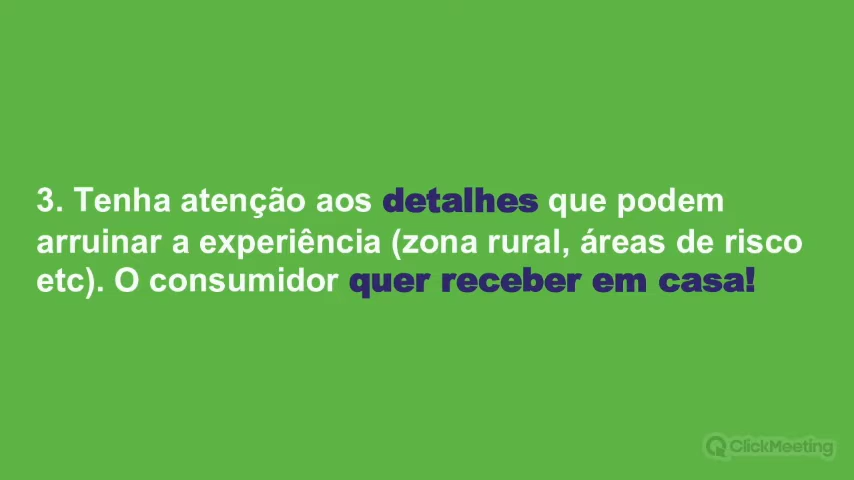 3. Tenha atenção aos detalhes que podem
arruinar a experiência (zona rural, áreas de risco
etc). O consumidor quer receber em casa!
ClickMeeting